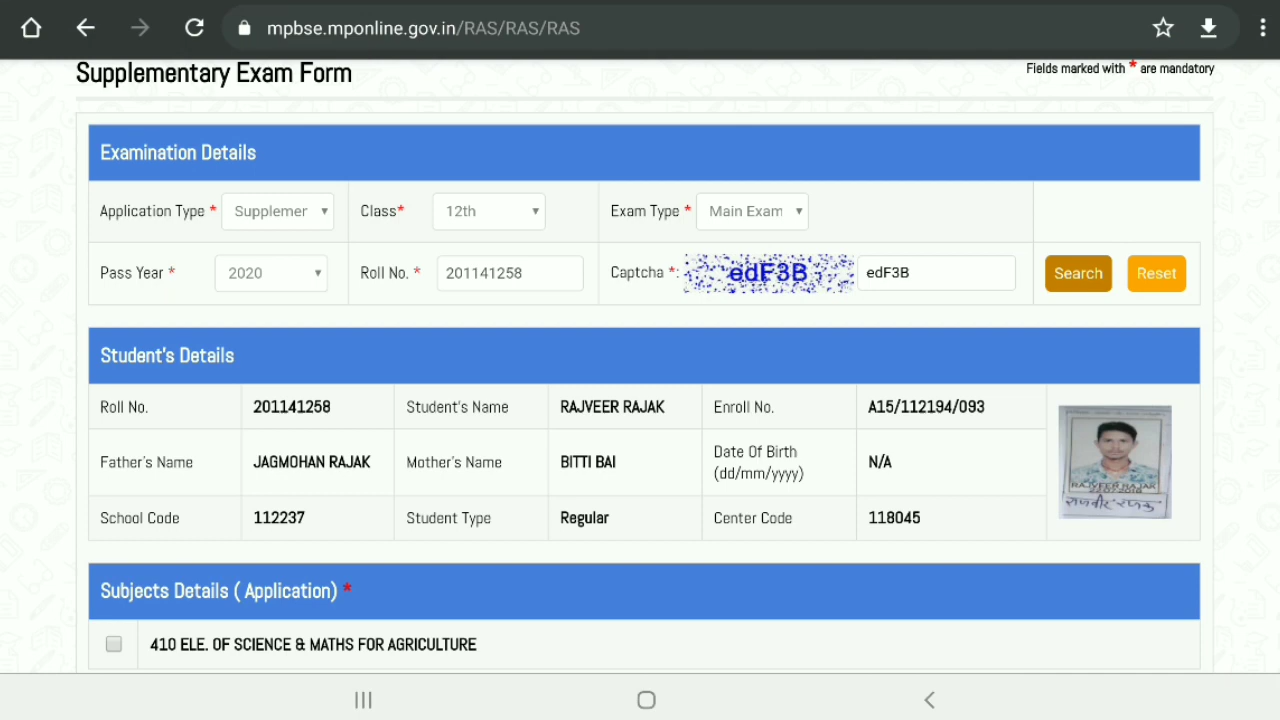 mpbse.mponline.gov.in/RAS/RAS/RAS
Supplementary Exam Form
Fields marked with * are mandatory
Examination Details
Application Type * Supplemer Class* 12th Exam Type * Main Exam
Pass Year * 2020 Roll No. * 201141258 Captcha *: edF3B edF3B Search Reset
Student's Details
Roll No. 201141258 Student's Name RAJVEER RAJAK Enroll No. A15/112194/093
Father's Name JAGMOHAN RAJAK Mother's Name BITTI BAI Date Of Birth (dd/mm/yyyy) N/A
School Code 112237 Student Type Regular Center Code 118045
RAJVEER RAJAK
राजवीर रजक
Subjects Details ( Application) *
410 ELE. OF SCIENCE & MATHS FOR AGRICULTURE